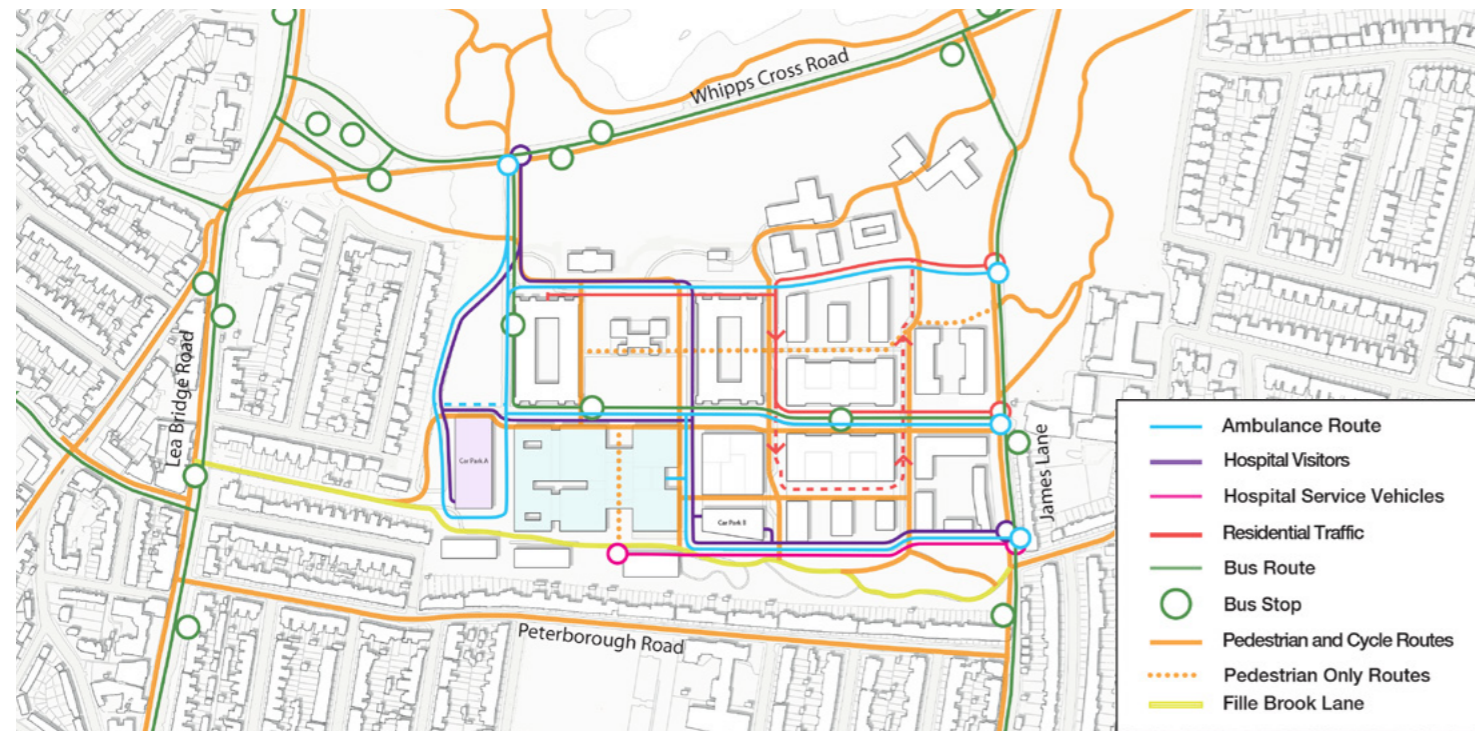 Whipps Cross Road
Lea Bridge Road
Car Park A
Car Park B
James Lane
Peterborough Road
Ambulance Route
Hospital Visitors
Hospital Service Vehicles
Residential Traffic
Bus Route
Bus Stop
Pedestrian and Cycle Routes
Pedestrian Only Routes
Fille Brook Lane